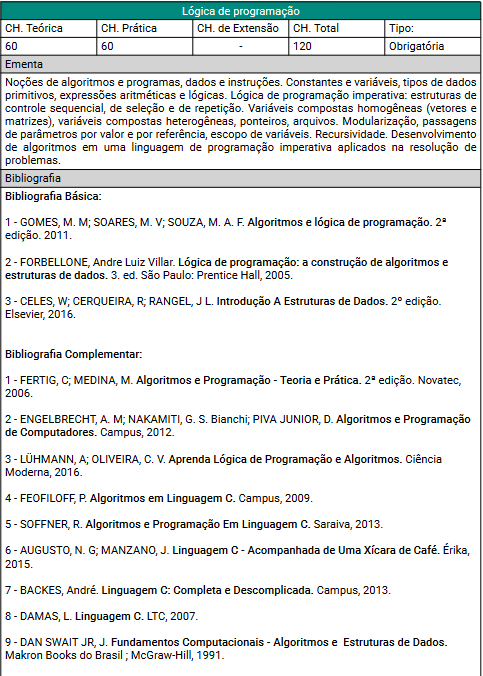 Lógica de programação
CH. Teórica CH. Prática CH. de Extensão CH. Total Tipo:
60 60 - 120 Obrigatória
Ementa
Noções de algoritmos e programas, dados e instruções. Constantes e variáveis, tipos de dados
primitivos, expressões aritméticas e lógicas. Lógica de programação imperativa: estruturas de
controle sequencial, de seleção e de repetição. Variáveis compostas homogêneas (vetores e
matrizes), variáveis compostas heterogêneas, ponteiros, arquivos. Modularização, passagens
de parâmetros por valor e por referência, escopo de variáveis. Recursividade. Desenvolvimento
de algoritmos em uma linguagem de programação imperativa aplicados na resolução de
problemas.
Bibliografia
Bibliografia Básica:
1 - GOMES, M. M; SOARES, M. V; SOUZA, M. A. F. Algoritmos e lógica de programação. 2ª
edição. 2011.
2 - FORBELLONE, Andre Luiz Villar. Lógica de programação: a construção de algoritmos e
estruturas de dados. 3. ed. São Paulo: Prentice Hall, 2005.
3 - CELES, W; CERQUEIRA, R; RANGEL, J L. Introdução A Estruturas de Dados. 2º edição.
Elsevier, 2016.
Bibliografia Complementar:
1 - FERTIG, C; MEDINA, M. Algoritmos e Programação - Teoria e Prática. 2ª edição. Novatec,
2006.
2 - ENGELBRECHT, A. M; NAKAMITI, G. S. Bianchi; PIVA JUNIOR, D. Algoritmos e Programação
de Computadores. Campus, 2012.
3 - LÜHMANN, A; OLIVEIRA, C. V. Aprenda Lógica de Programação e Algoritmos. Ciência
Moderna, 2016.
4 - FEOFILOFF, P. Algoritmos em Linguagem C. Campus, 2009.
5 - SOFFNER, R. Algoritmos e Programação Em Linguagem C. Saraiva, 2013.
6 - AUGUSTO, N. G; MANZANO, J. Linguagem C - Acompanhada de Uma Xícara de Café. Érika,
2015.
7 - BACKES, André. Linguagem C: Completa e Descomplicada. Campus, 2013.
8 - DAMAS, L. Linguagem C. LTC, 2007.
9 - DAN SWAIT JR, J. Fundamentos Computacionais - Algoritmos e Estruturas de Dados.
Makron Books do Brasil ; McGraw-Hill, 1991.